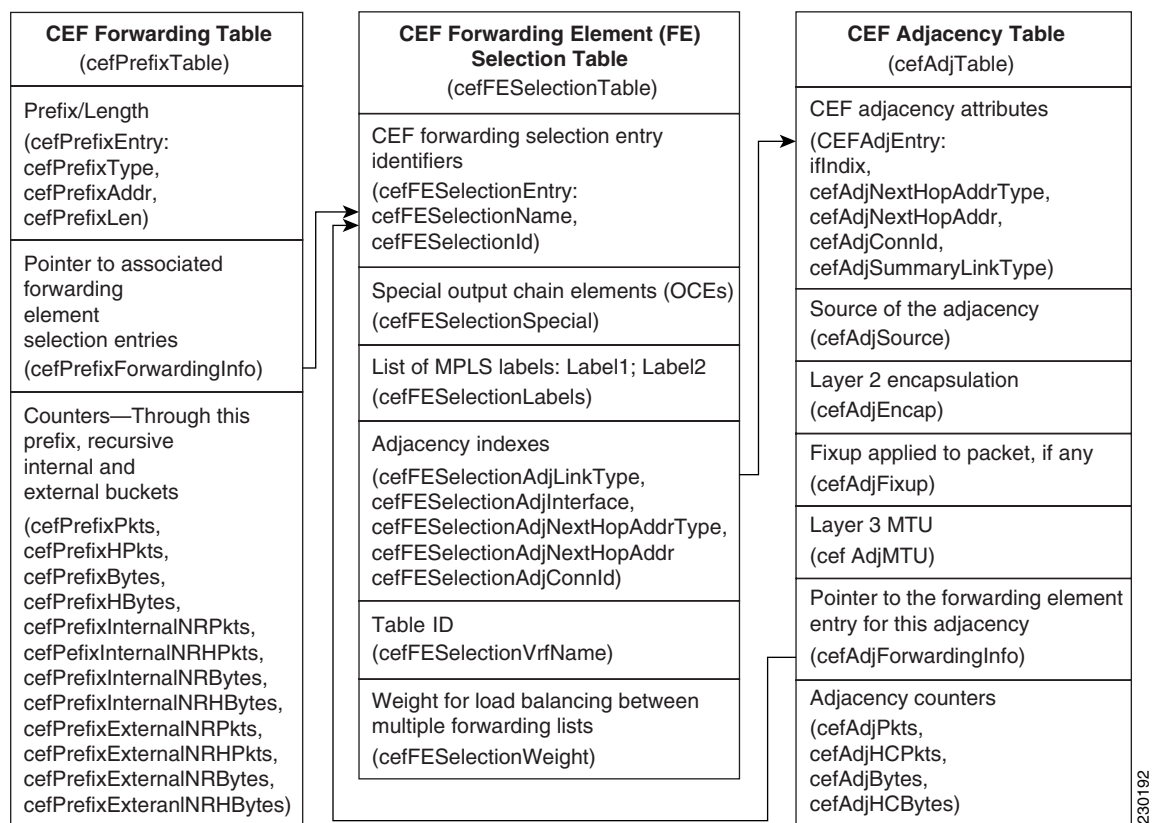 CEF Forwarding Table
(cefPrefixTable)
Prefix/Length
(cefPrefixEntry:
cefPrefixType,
cefPrefixAddr,
cefPrefixLen)
Pointer to associated
forwarding
element
selection entries
(cefPrefixForwardingInfo)
Counters—Through this
prefix, recursive
internal and
external buckets
(cefPrefixPkts,
cefPrefixHPkts,
cefPrefixBytes,
cefPrefixHBytes,
cefPrefixInternalNRPkts,
cefPefixInternalNRHPkts,
cefPrefixInternalNRBytes,
cefPrefixInternalNRHBytes,
cefPrefixExternalNRPkts,
cefPrefixExternalNRHPkts,
cefPrefixExternalNRBytes,
cefPrefixExteranlNRHBytes)
CEF Forwarding Element (FE)
Selection Table
(cefFESelectionTable)
CEF forwarding selection entry
identifiers
(cefFESelectionEntry:
cefFESelectionName,
cefFESelectionId)
Special output chain elements (OCEs)
(cefFESelectionSpecial)
List of MPLS labels: Label1; Label2
(cefFESelectionLabels)
Adjacency indexes
(cefFESelectionAdjLinkType,
cefFESelectionAdjInterface,
cefFESelectionAdjNextHopAddrType,
cefFESelectionAdjNextHopAddr
cefFESelectionAdjConnId)
Table ID
(cefFESelectionVrfName)
Weight for load balancing between
multiple forwarding lists
(cefFESelectionWeight)
CEF Adjacency Table
(cefAdjTable)
CEF adjacency attributes
(CEFAdjEntry:
ifIndix,
cefAdjNextHopAddrType,
cefAdjNextHopAddr,
cefAdjConnId,
cefAdjSummaryLinkType)
Source of the adjacency
(cefAdjSource)
Layer 2 encapsulation
(cefAdjEncap)
Fixup applied to packet, if any
(cefAdjFixup)
Layer 3 MTU
(cef AdjMTU)
Pointer to the forwarding element
entry for this adjacency
(cefAdjForwardingInfo)
Adjacency counters
(cefAdjPkts,
cefAdjHCPkts,
cefAdjBytes,
cefAdjHCBytes)
230192